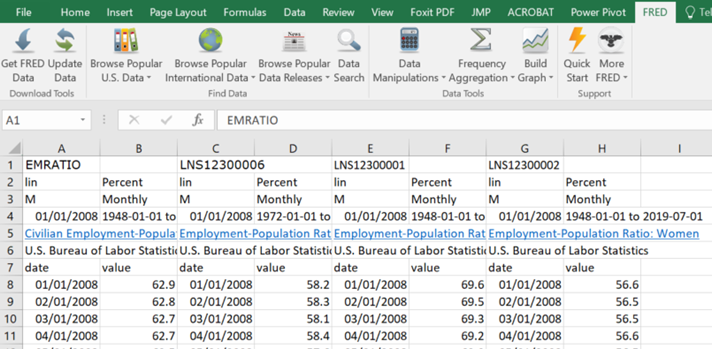 File Home Insert Page Layout Formulas Data Review View Foxit PDF JMP ACROBAT Power Pivot FRED Tel
Get FRED Data Update Data Browse Popular U.S. Data Browse Popular International Data Browse Popular Data Releases Data Search Data Manipulations Frequency Aggregation Build Graph Quick Start More FRED
Download Tools Find Data Data Tools Support
A1 fx EMRATIO
A B C D E F G H I
1 EMRATIO LNS12300006 LNS12300001 LNS12300002
2 lin Percent lin Percent lin Percent lin Percent
3 M Monthly M Monthly M Monthly M Monthly
4 01/01/2008 1948-01-01 to 01/01/2008 1972-01-01 to 01/01/2008 1948-01-01 to 01/01/2008 1948-01-01 to 2019-07-01
5 Civilian Employment-Popula Employment-Population Rat Employment-Population Rat Employment-Population Ratio: Women
6 U.S. Bureau of Labor Statistic U.S. Bureau of Labor Statistic U.S. Bureau of Labor Statistic U.S. Bureau of Labor Statistics
7 date value date value date value date value
8 01/01/2008 62.9 01/01/2008 58.2 01/01/2008 69.6 01/01/2008 56.6
9 02/01/2008 62.8 02/01/2008 58.3 02/01/2008 69.5 02/01/2008 56.5
10 03/01/2008 62.7 03/01/2008 58.1 03/01/2008 69.3 03/01/2008 56.5
11 04/01/2008 62.7 04/01/2008 58.4 04/01/2008 69.2 04/01/2008 56.6